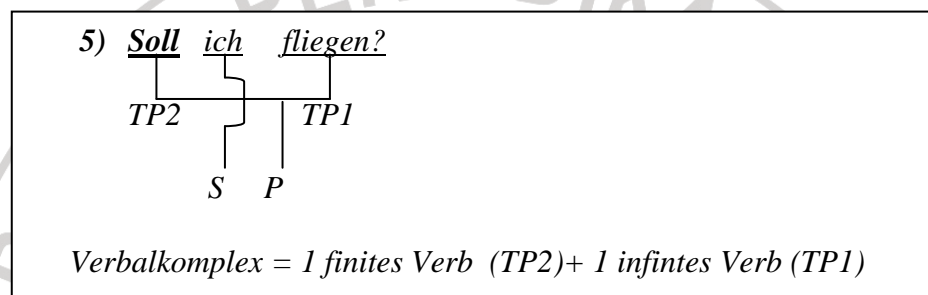 5) Soll ich fliegen?
TP2 TP1
S P
Verbalkomplex = 1 finites Verb (TP2)+ 1 infintes Verb (TP1)